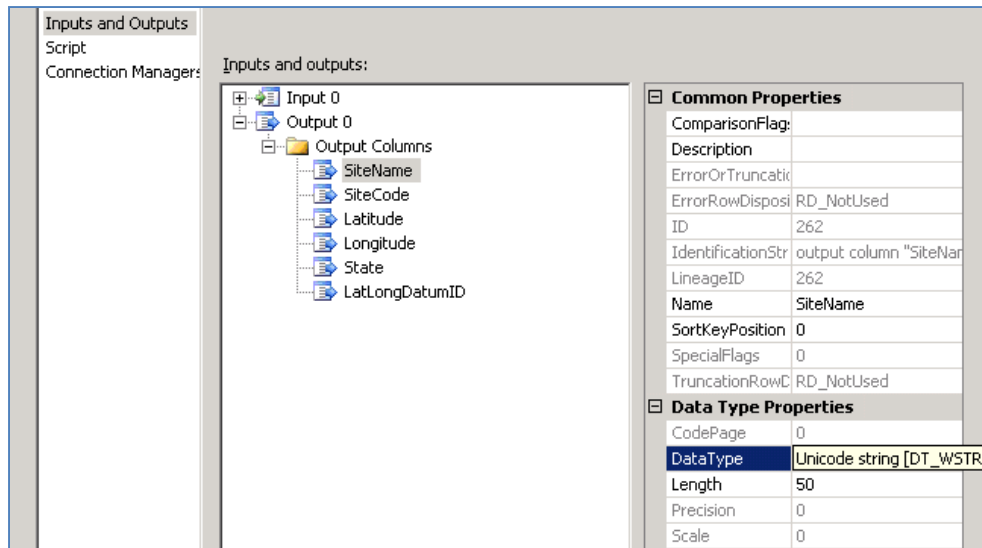 Inputs and Outputs
Script
Connection Managers
Inputs and outputs:
Input 0
Output 0
Output Columns
SiteName
SiteCode
Latitude
Longitude
State
LatLongDatumID
Common Properties
ComparisonFlag
Description
ErrorOrTruncatio
ErrorRowDisposi RD_NotUsed
ID 262
IdentificationStr output column "SiteNar
LineageID 262
Name SiteName
SortKeyPosition 0
SpecialFlags 0
TruncationRowD RD_NotUsed
Data Type Properties
CodePage 0
DataType Unicode string [DT_WSTR
Length 50
Precision 0
Scale 0